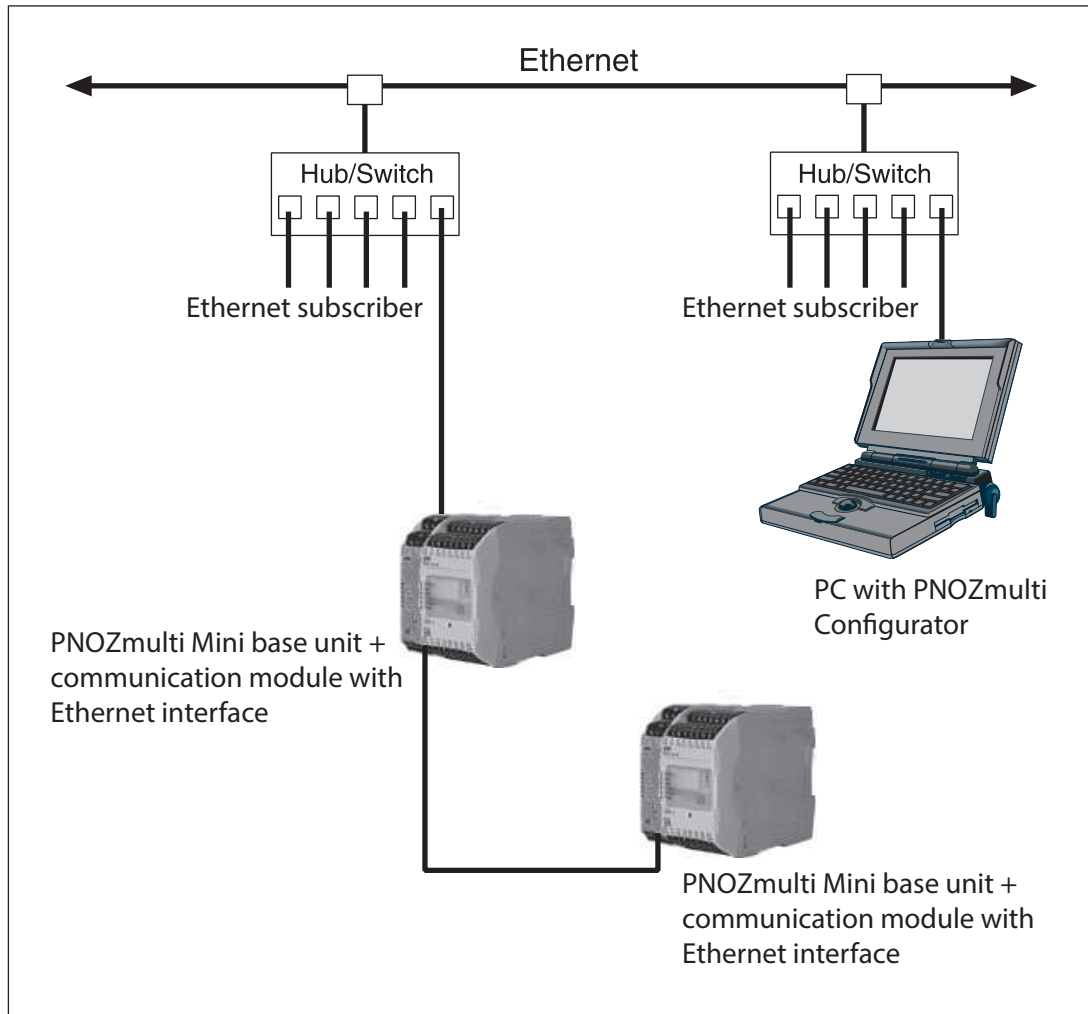 Ethernet
Hub/Switch
Hub/Switch
Ethernet subscriber
Ethernet subscriber
PC with PNOZmulti
Configurator
PNOZmulti Mini base unit +
communication module with
Ethernet interface
PNOZmulti Mini base unit +
communication module with
Ethernet interface